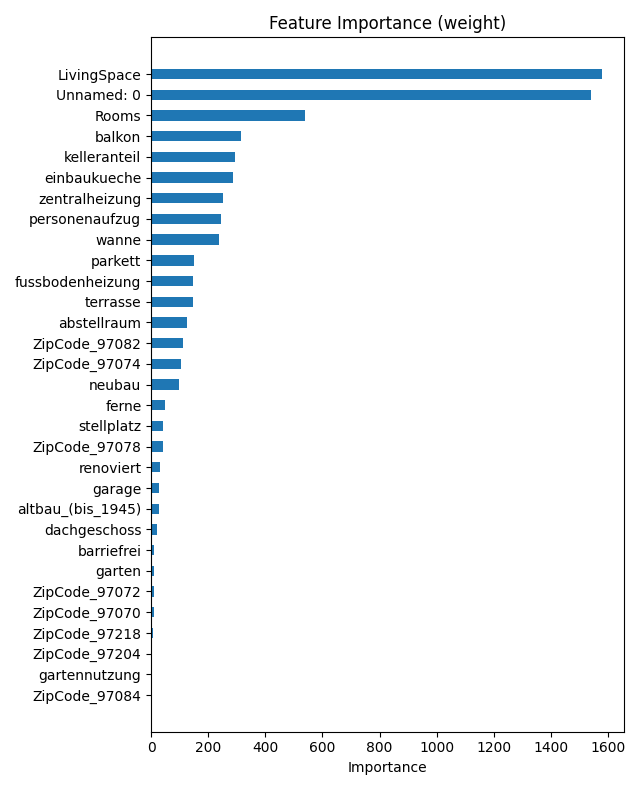 Feature Importance (weight)
LivingSpace
Unnamed: 0
Rooms
balkon
kelleranteil
einbaukueche
zentralheizung
personenaufzug
wanne
parkett
fussbodenheizung
terrasse
abstellraum
ZipCode_97082
ZipCode_97074
neubau
ferne
stellplatz
ZipCode_97078
renoviert
garage
altbau_(bis_1945)
dachgeschoss
barriefrei
garten
ZipCode_97072
ZipCode_97070
ZipCode_97218
ZipCode_97204
gartennutzung
ZipCode_97084
0 200 400 600 800 1000 1200 1400 1600
Importance